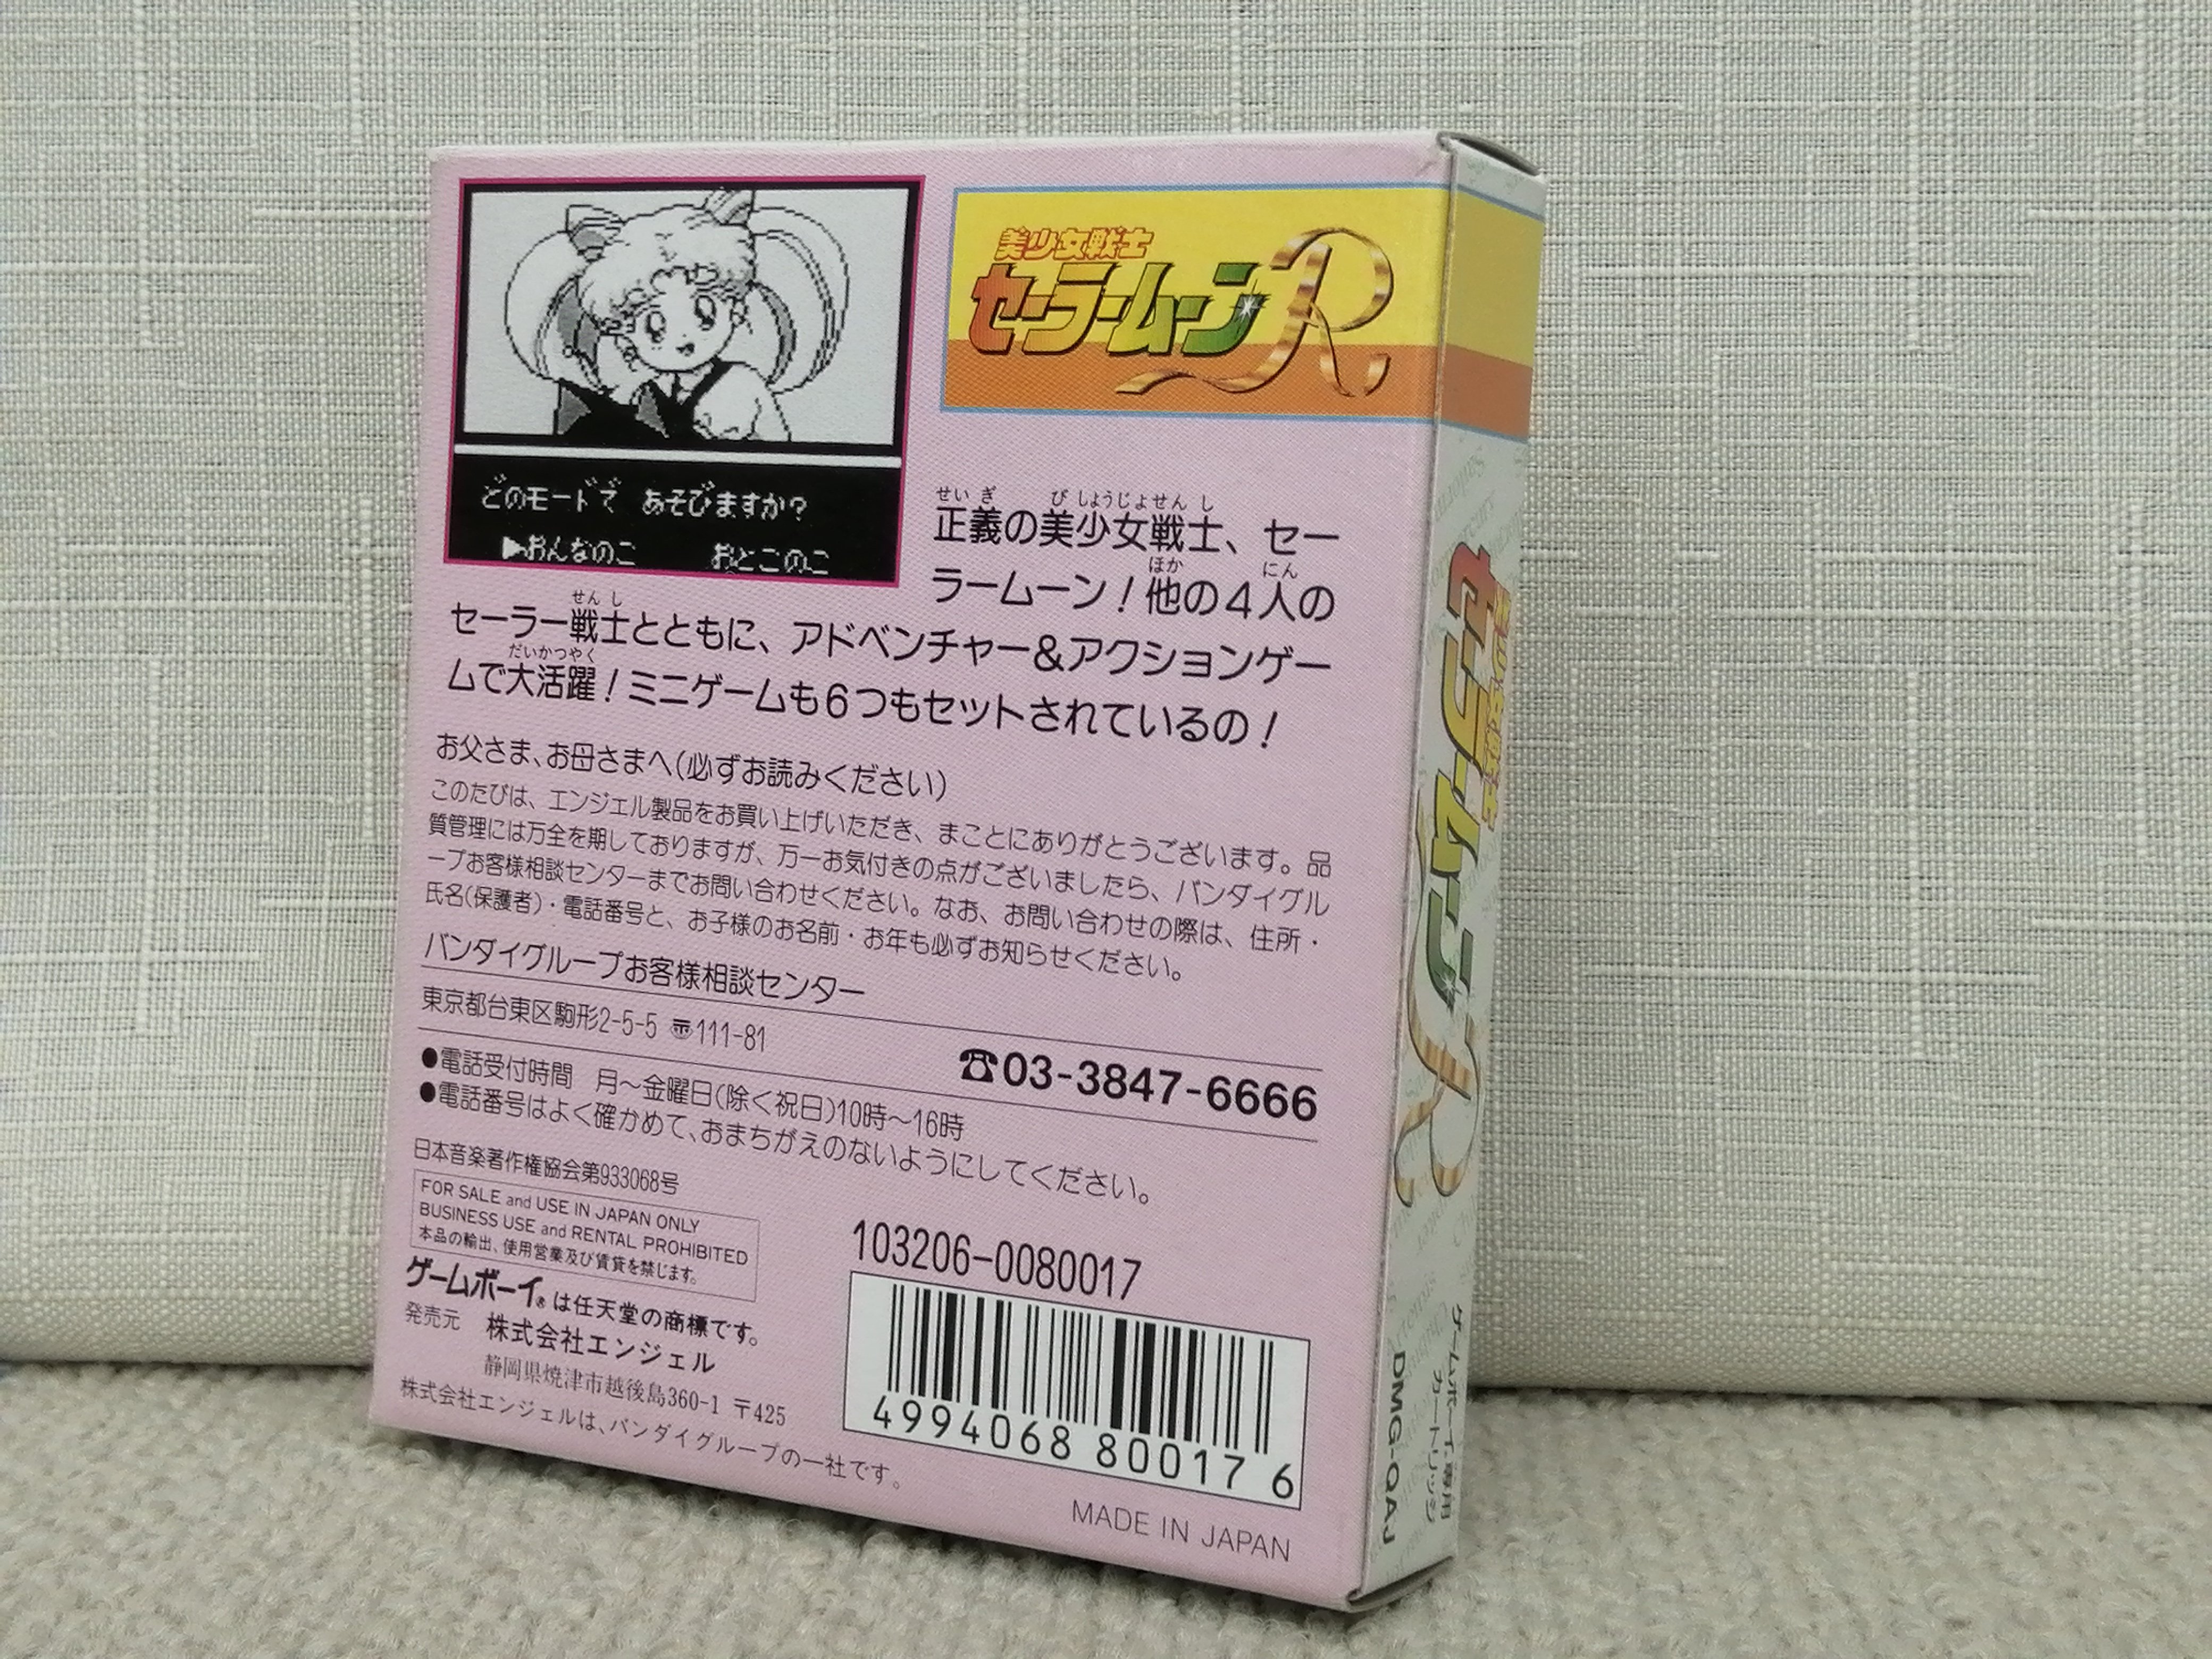 美少女戦士
セーラームーンR
どのモードで あそびますか?
▶おんなのこ おとこのこ
せい ぎ び しょうじょせん し
正義の美少女戦士、セー
ほか にん
ラームーン!他の4人の
せん し
セーラー戦士とともに、アドベンチャー&アクションゲー
だいかつやく
ムで大活躍!ミニゲームも6つもセットされているの!
お父さま、お母さまへ(必ずお読みください)
このたびは、エンジェル製品をお買い上げいただき、まことにありがとうございます。品
質管理には万全を期しておりますが、万一お気付きの点がございましたら、バンダイグル
ープお客様相談センターまでお問い合わせください。なお、お問い合わせの際は、住所・
氏名(保護者)・電話番号と、お子様のお名前・お年も必ずお知らせください。
バンダイグループお客様相談センター
東京都台東区駒形2-5-5 〠111-81
☎03-3847-6666
●電話受付時間 月〜金曜日(除く祝日)10時〜16時
●電話番号はよく確かめて、おまちがえのないようにしてください。
日本音楽著作権協会第933068号
FOR SALE and USE IN JAPAN ONLY
BUSINESS USE and RENTAL PROHIBITED
本品の輸出、使用営業及び賃貸を禁じます。
ゲームボーイ®は任天堂の商標です。
発売元 株式会社エンジェル
静岡県焼津市越後島360-1 〒425
株式会社エンジェルは、バンダイグループの一社です。
103206-0080017
4994068 800176
MADE IN JAPAN
美少女戦士
セーラームーンR
ゲームボーイ専用
カートリッジ
DMG-QAJ